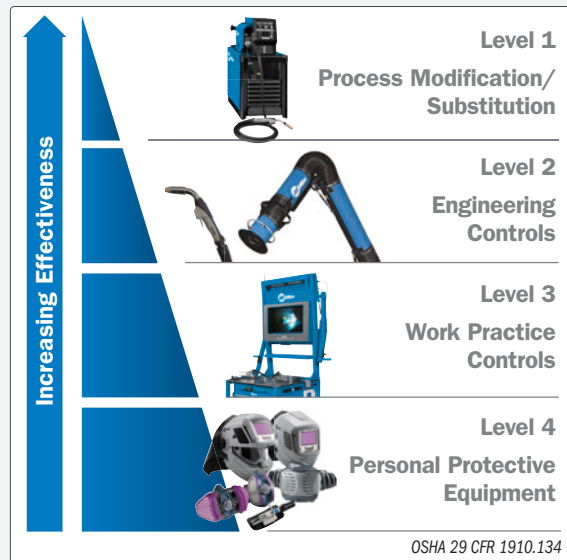 Increasing Effectiveness
Level 1
Process Modification/
Substitution
Level 2
Engineering
Controls
Level 3
Work Practice
Controls
Level 4
Personal Protective
Equipment
OSHA 29 CFR 1910.134